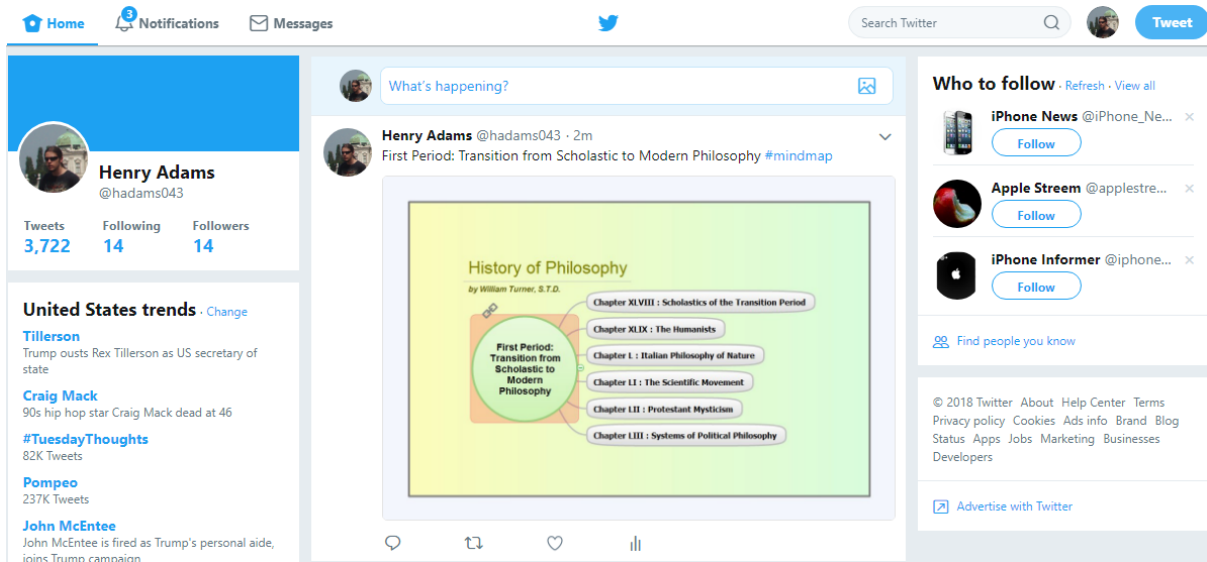 Home
3
Notifications
Messages
Search Twitter
Tweet
Henry Adams
@hadams043
Tweets Following Followers
3,722 14 14
United States trends · Change
Tillerson
Trump ousts Rex Tillerson as US secretary of
state
Craig Mack
90s hip hop star Craig Mack dead at 46
#TuesdayThoughts
82K Tweets
Pompeo
237K Tweets
John McEntee
John McEntee is fired as Trump's personal aide,
joins Trump campaign
What's happening?
Henry Adams @hadams043 · 2m
First Period: Transition from Scholastic to Modern Philosophy #mindmap
History of Philosophy
by William Turner, S.T.D.
First Period:
Transition from
Scholastic to
Modern
Philosophy
Chapter XLVIII : Scholastics of the Transition Period
Chapter XLIX : The Humanists
Chapter L : Italian Philosophy of Nature
Chapter LI : The Scientific Movement
Chapter LII : Protestant Mysticism
Chapter LIII : Systems of Political Philosophy
Who to follow · Refresh · View all
iPhone News @iPhone_Ne...
Follow
Apple Streem @applestre...
Follow
iPhone Informer @iphone...
Follow
Find people you know
© 2018 Twitter About Help Center Terms
Privacy policy Cookies Ads info Brand Blog
Status Apps Jobs Marketing Businesses
Developers
Advertise with Twitter